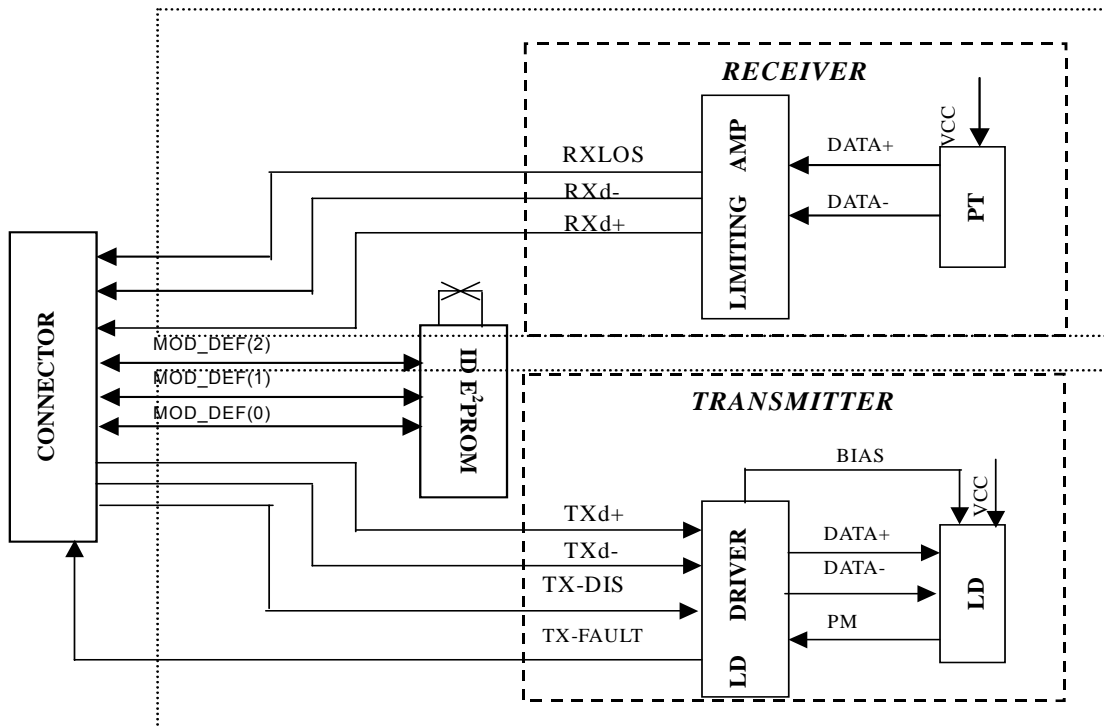 RECEIVER
VCC
LIMITING AMP
DATA+
DATA-
PT
RXLOS
RXd-
RXd+
CONNECTOR
MOD_DEF(2)
MOD_DEF(1)
MOD_DEF(0)
ID E²PROM
TRANSMITTER
BIAS
VCC
TXd+
TXd-
TX-DIS
TX-FAULT
LD DRIVER
DATA+
DATA-
PM
LD